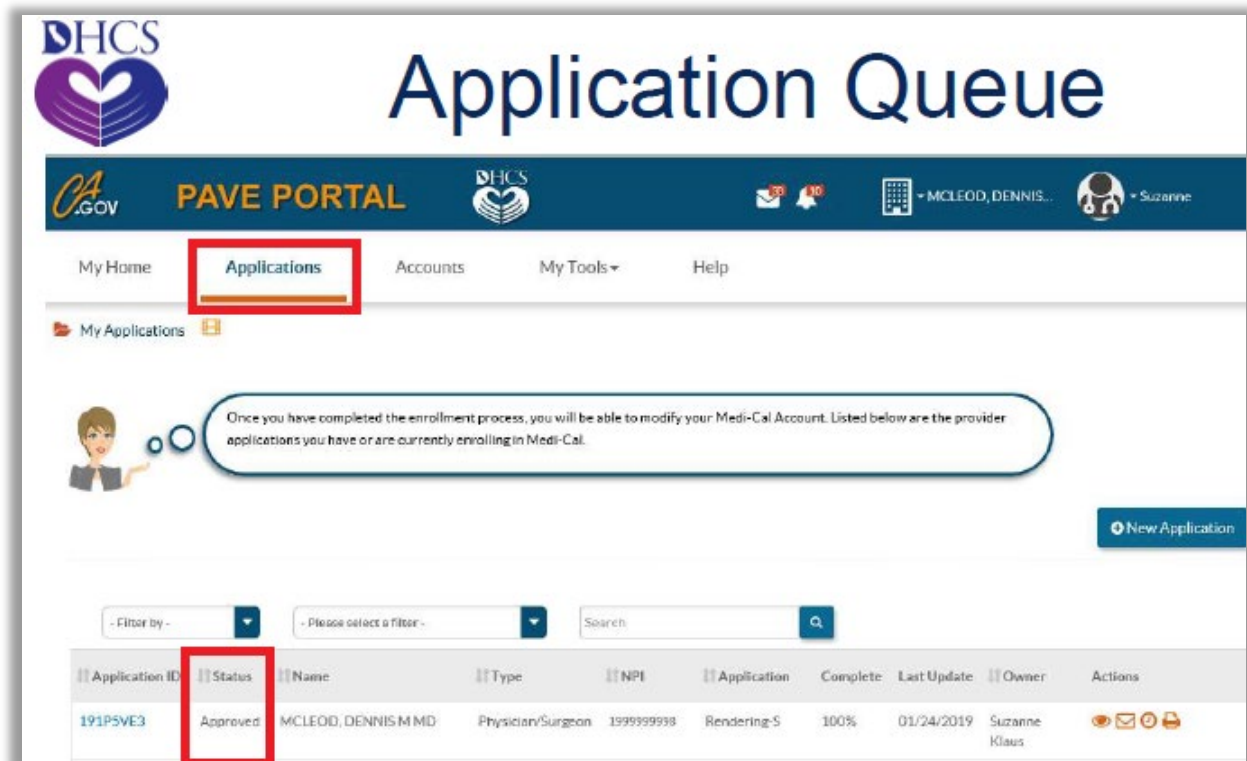 DHCS
Application Queue
CA.GOV PAVE PORTAL DHCS MCLEOD, DENNIS... Suzanne
My Home Applications Accounts My Tools Help
My Applications
Once you have completed the enrollment process, you will be able to modify your Medi-Cal Account. Listed below are the provider
applications you have or are currently enrolling in Medi-Cal.
New Application
- Filter by - - Please select a filter - Search
Application ID Status Name Type NPI Application Complete Last Update Owner Actions
191P5VE3 Approved MCLEOD, DENNIS M MD Physician/Surgeon 1999999998 Rendering-S 100% 01/24/2019 Suzanne
Klaus